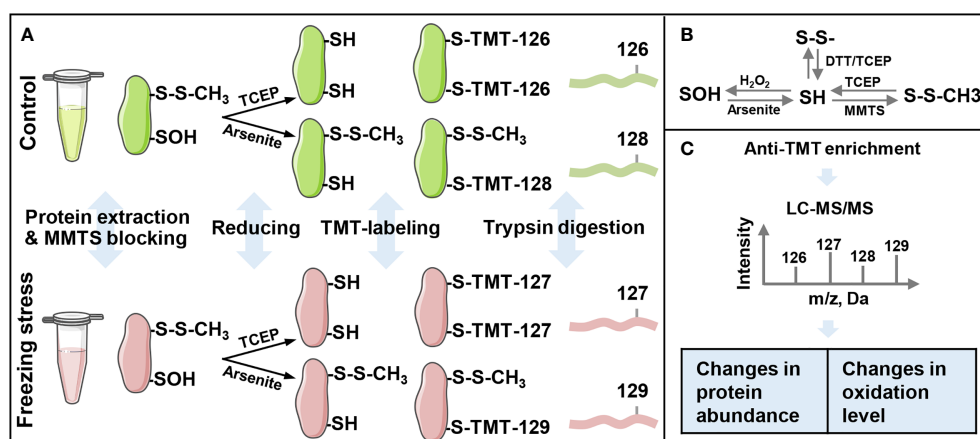 A
Control
S-S-CH₃
SOH
TCEP
Arsenite
-SH
-SH
-S-S-CH₃
-SH
-S-TMT-126
-S-TMT-126
-S-S-CH₃
-S-TMT-128
126
128
Protein extraction
& MMTS blocking
Reducing
TMT-labeling
Trypsin digestion
Freezing stress
S-S-CH₃
-SOH
TCEP
Arsenite
-SH
-SH
-S-S-CH₃
-SH
-S-TMT-127
-S-TMT-127
-S-S-CH₃
-S-TMT-129
127
129
B
S-S-
DTT/TCEP
H₂O₂
TCEP
SOH
SH
S-S-CH3
Arsenite
MMTS
C
Anti-TMT enrichment
LC-MS/MS
Intensity
126
127
128
129
m/z, Da
Changes in
protein
abundance
Changes in
oxidation
level